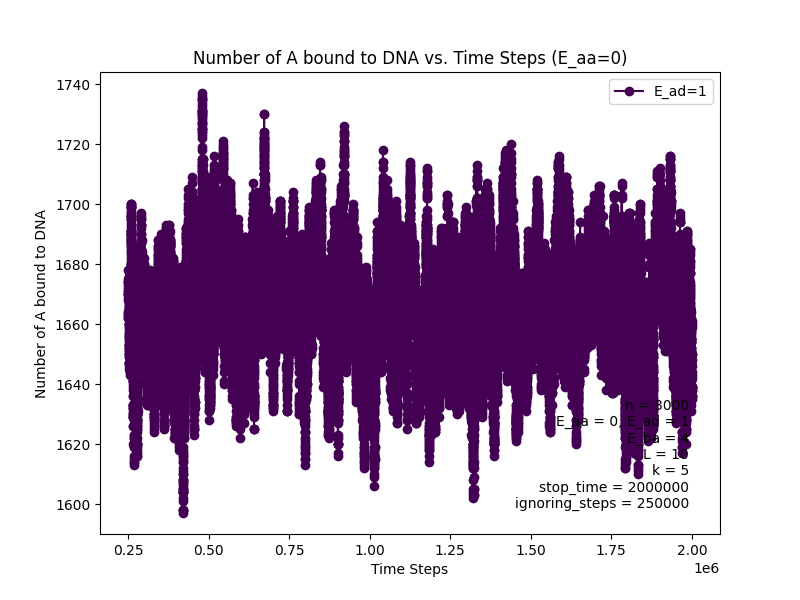 Number of A bound to DNA vs. Time Steps (E_aa=0)
E_ad=1
Number of A bound to DNA
1740
1720
1700
1680
1660
1640
1620
1600
n = 3000
E_aa = 0, E_ad = 1
E_ba = 4
L = 10
k = 5
stop_time = 2000000
ignoring_steps = 250000
0.25 0.50 0.75 1.00 1.25 1.50 1.75 2.00
1e6
Time Steps